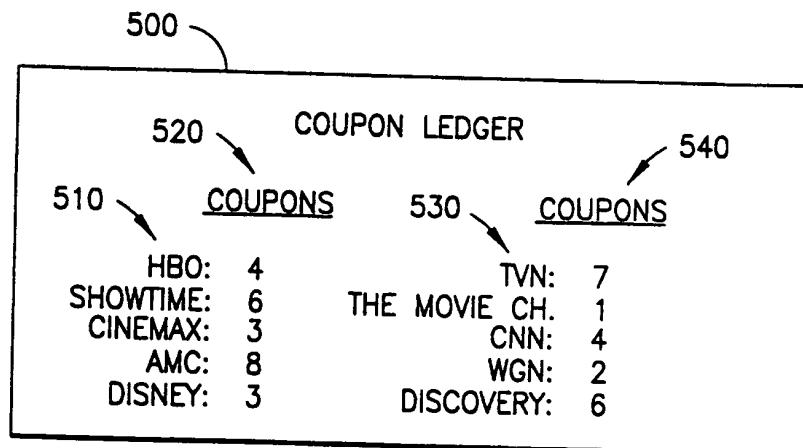 500
COUPON LEDGER
520
540
COUPONS
COUPONS
510
530
HBO: 4
SHOWTIME: 6
CINEMAX: 3
AMC: 8
DISNEY: 3
TVN: 7
THE MOVIE CH. 1
CNN: 4
WGN: 2
DISCOVERY: 6